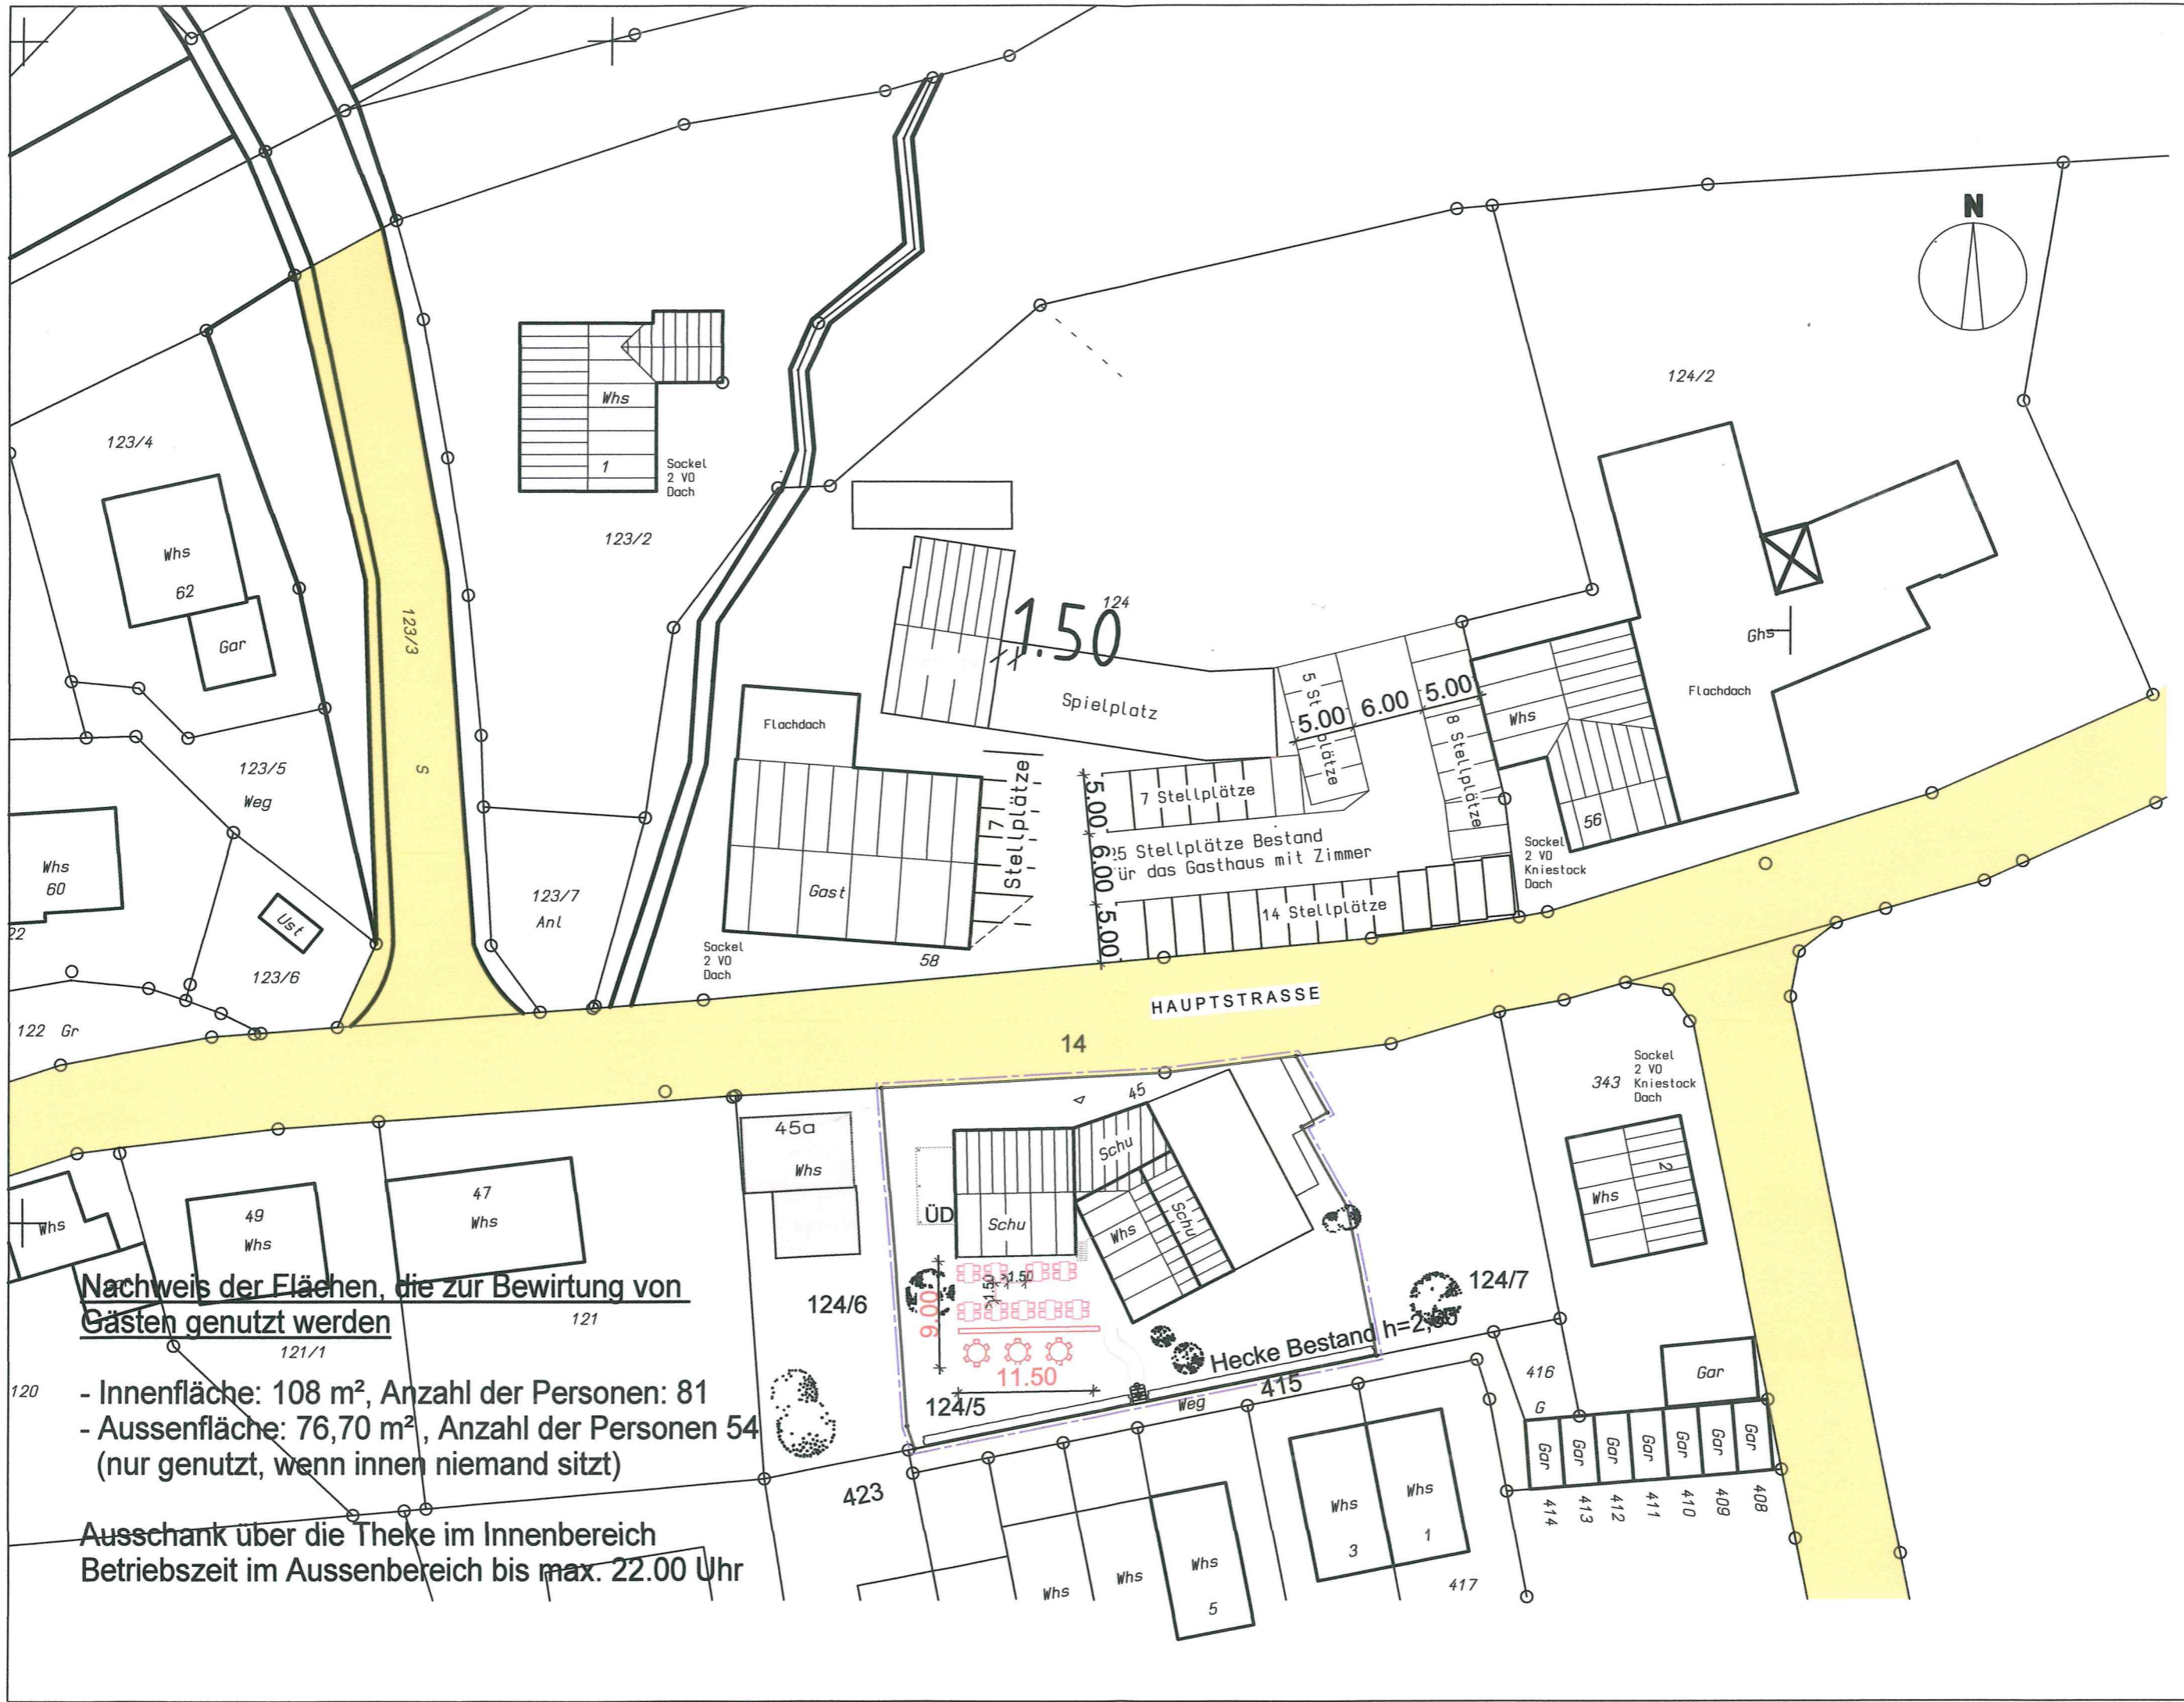 N
124/2
123/4
Whs
1
Sockel
2 VO
Dach
123/2
Whs
62
Gar
123/3
S
124
1.50
Spielplatz
Ghs
Flachdach
Flachdach
5.00 6.00 5.00
8 Stellplätze
Whs
56
123/5
Weg
7 Stellplätze
7 Stellplätze
5.00 6.00 5.00
Stellplätze Bestand
ür das Gasthaus mit Zimmer
14 Stellplätze
Sockel
2 VO
Kniestock
Dach
Whs
60
Ust
22
123/6
123/7
Anl
Gast
Sockel
2 VO
Dach
58
122 Gr
HAUPTSTRASSE
14
343
Sockel
2 VO
Kniestock
Dach
Whs
2
45a
Whs
45
Schu
Schu
Whs
Schu
ÜD
Whs
49
Whs
47
Whs
Nachweis der Flächen, die zur Bewirtung von
Gästen genutzt werden
121
121/1
120
- Innenfläche: 108 m², Anzahl der Personen: 81
- Aussenfläche: 76,70 m², Anzahl der Personen 54
(nur genutzt, wenn innen niemand sitzt)
Ausschank über die Theke im Innenbereich
Betriebszeit im Aussenbereich bis max. 22.00 Uhr
124/6
1.50
1.50
9.00
11.50
124/5
Hecke Bestand
124/7
415
Weg
423
416
G
Gar
Gar
Gar
Gar
Gar
Gar
Gar
Gar
414
413
412
411
410
409
408
Whs
Whs
Whs
5
Whs
3
Whs
1
417